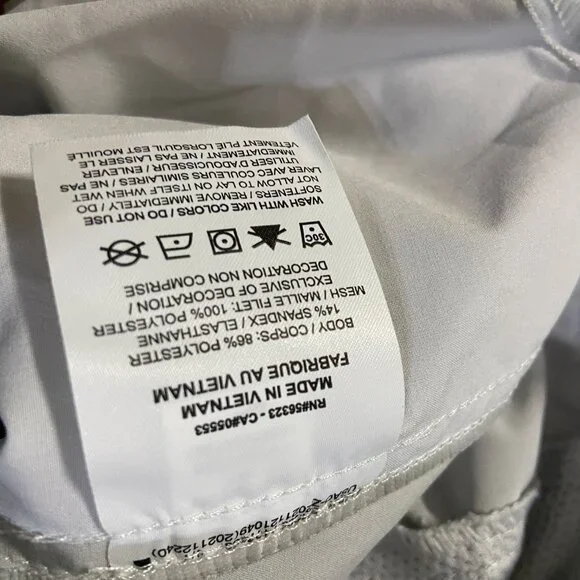 RN#56323 - CA#05553
MADE IN VIETNAM
FABRIQUE AU VIETNAM
BODY / CORPS: 86% POLYESTER
14% SPANDEX / ELASTHANNE
MESH / MAILLE FILET: 100% POLYESTER
EXCLUSIVE OF DECORATION /
DECORATION NON COMPRISE
30C
WASH WITH LIKE COLORS / DO NOT USE
SOFTENERS / REMOVE IMMEDIATELY / DO
NOT ALLOW TO LAY ON ITSELF WHEN WET
LAVER AVEC COULEURS SIMILAIRES / NE PAS
UTILISER D'ADOUCISSEUR / ENLEVER
IMMEDIATEMENT / NE PAS LAISSER LE
VETEMENT PLIÉ LORSQU'IL EST MOUILLÉ